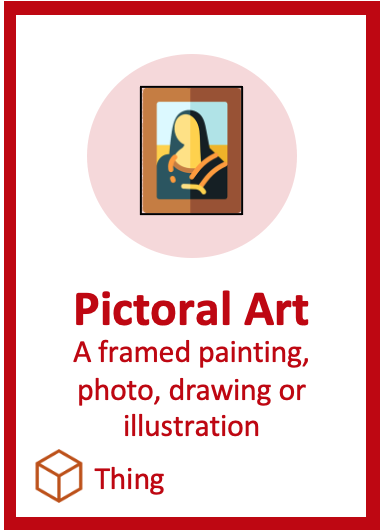 Pictoral Art
A framed painting,
photo, drawing or
illustration
Thing